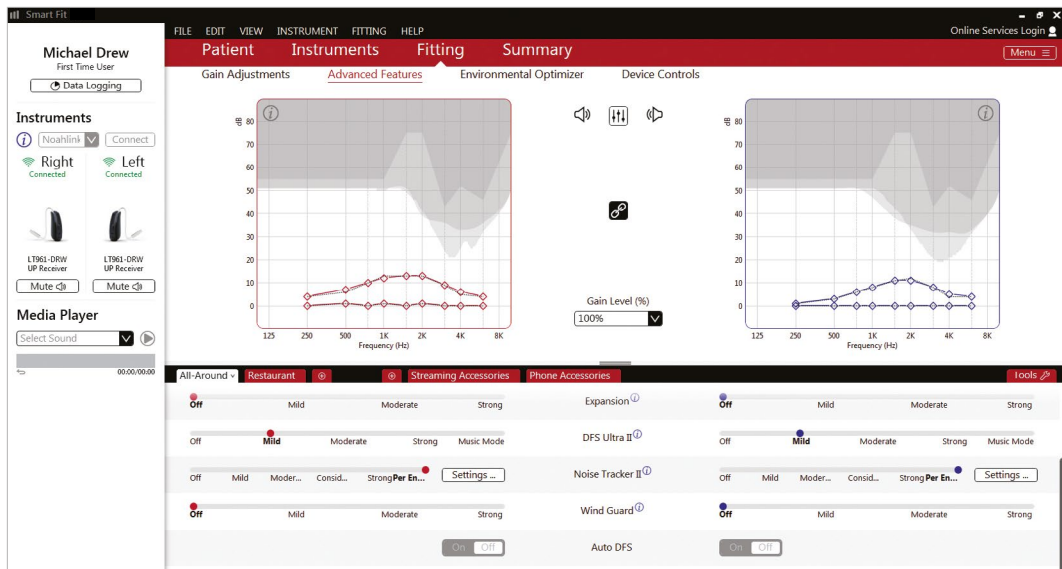 Smart Fit
FILE EDIT VIEW INSTRUMENT FITTING HELP
Online Services Login
Patient Instruments Fitting Summary
Menu
Gain Adjustments Advanced Features Environmental Optimizer Device Controls
Michael Drew
First Time User
Data Logging
Instruments
Noahlink Connect
Right Left
Connected Connected
LT961-DRW LT961-DRW
UP Receiver UP Receiver
Mute Mute
Media Player
Select Sound
00:00/00:00
dB 80
70
60
50
40
30
20
10
0
125 250 500 1K 2K 4K 8K
Frequency (Hz)
Gain Level (%)
100%
dB 80
70
60
50
40
30
20
10
0
125 250 500 1K 2K 4K 8K
Frequency (Hz)
All-Around Restaurant Streaming Accessories Phone Accessories Tools
Off Mild Moderate Strong Expansion Off Mild Moderate Strong
Off Mild Moderate Strong Music Mode DFS Ultra II Off Mild Moderate Strong Music Mode
Off Mild Moder... Consid... Strong Per En... Settings ... Noise Tracker II Off Mild Moder... Consid... Strong Per En... Settings ...
Off Mild Moderate Strong Wind Guard Off Mild Moderate Strong
On Off Auto DFS On Off